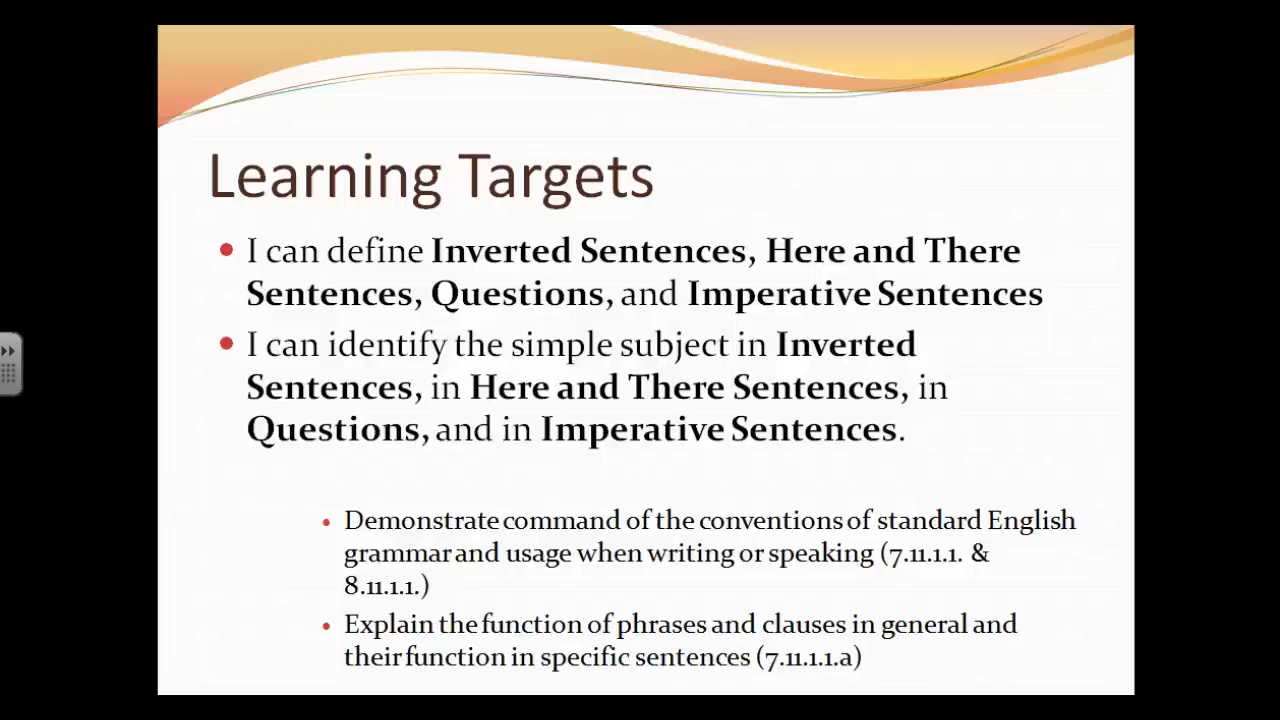 Learning Targets
I can define Inverted Sentences, Here and There
Sentences, Questions, and Imperative Sentences
I can identify the simple subject in Inverted
Sentences, in Here and There Sentences, in
Questions, and in Imperative Sentences.
Demonstrate command of the conventions of standard English
grammar and usage when writing or speaking (7.11.1.1. &
8.11.1.1.)
Explain the function of phrases and clauses in general and
their function in specific sentences (7.11.1.1.a)